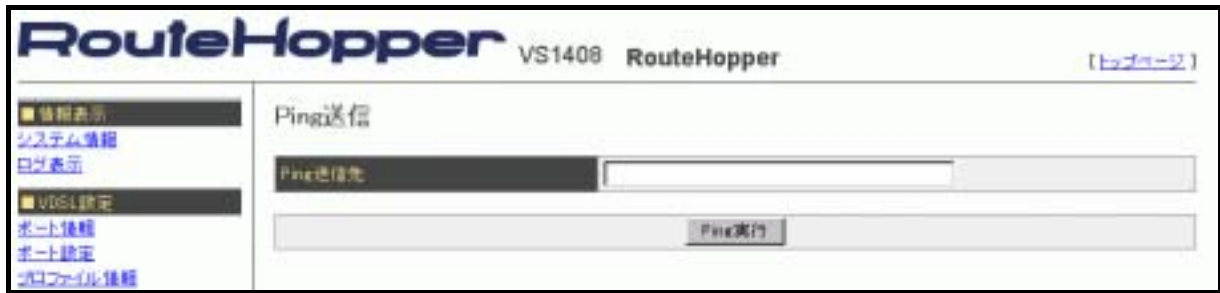 RouteHopper VS1408 RouteHopper [トップページ]
■情報表示
システム情報
ログ表示
■VDSL設定
ポート情報
ポート設定
プロファイル情報
Ping送信
Ping送信先
Ping実行